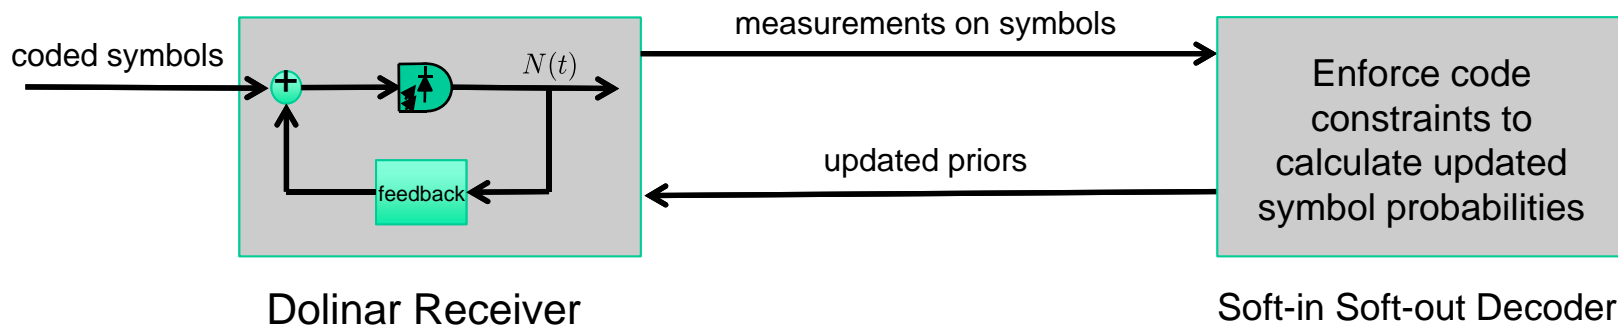 coded symbols
+
N(t)
feedback
Dolinar Receiver
measurements on symbols
updated priors
Enforce code
constraints to
calculate updated
symbol probabilities
Soft-in Soft-out Decoder